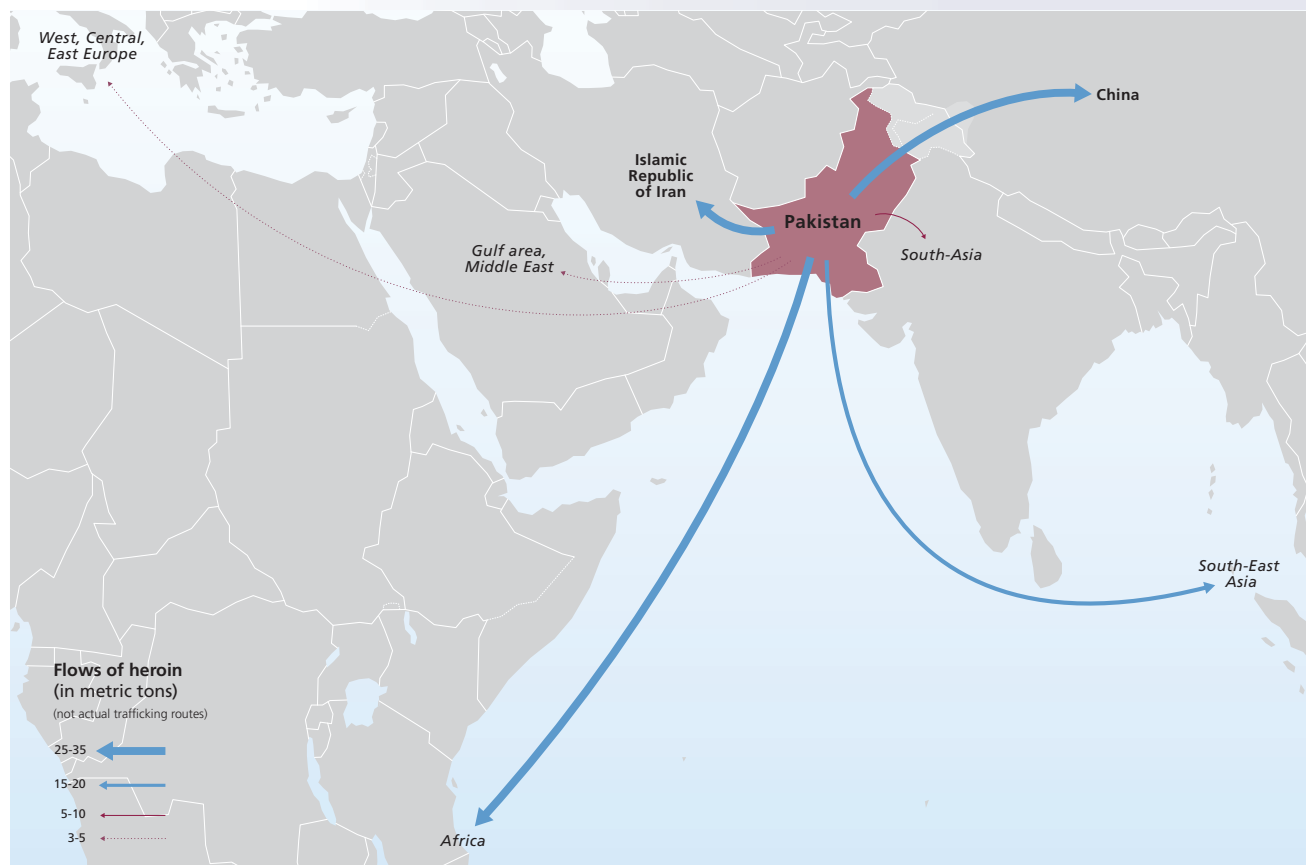 West, Central,
East Europe
China
Islamic
Republic
of Iran
Pakistan
Gulf area,
Middle East
South-Asia
South-East
Asia
Flows of heroin
(in metric tons)
(not actual trafficking routes)
25-35
15-20
5-10
3-5
Africa